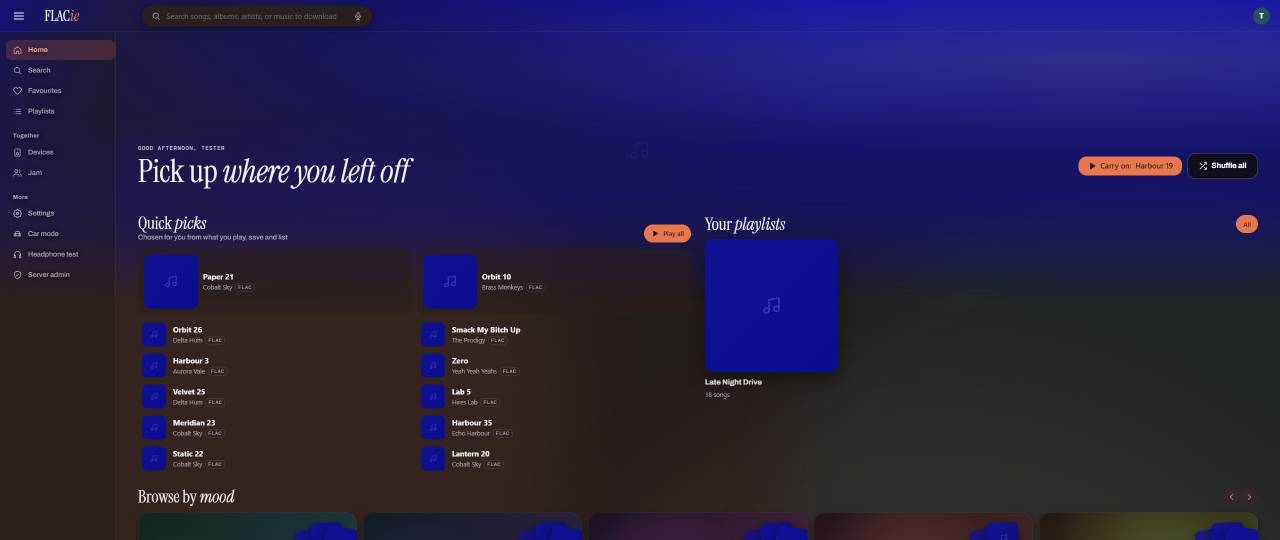 FLACie
Search songs, albums, artists, or music to download
T
Home
Search
Favourites
Playlists
Together
Devices
Jam
More
Settings
Car mode
Headphone test
Server admin
GOOD AFTERNOON, TESTER
Pick up where you left off
Carry on: Harbour 19
Shuffle all
Quick picks
Chosen for you from what you play, save and list
Play all
Paper 21
Cobalt Sky FLAC
Orbit 10
Brass Monkeys FLAC
Orbit 26
Delta Hum FLAC
Smack My Bitch Up
The Prodigy FLAC
Harbour 3
Aurora Vale FLAC
Zero
Yeah Yeah Yeahs FLAC
Velvet 25
Delta Hum FLAC
Lab 5
Hires Lab FLAC
Meridian 23
Cobalt Sky FLAC
Harbour 35
Echo Harbour FLAC
Static 22
Cobalt Sky FLAC
Lantern 20
Cobalt Sky FLAC
Your playlists
All
Late Night Drive
18 songs
Browse by mood